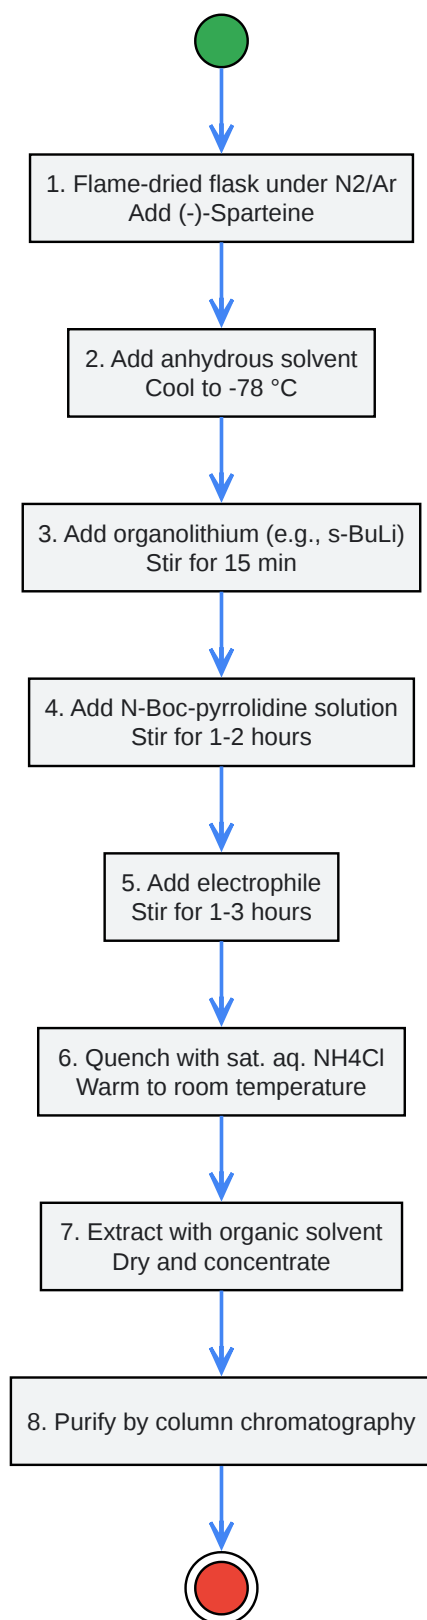 1. Flame-dried flask under N2/Ar
Add (-)-Sparteine
2. Add anhydrous solvent
Cool to -78 °C
3. Add organolithium (e.g., s-BuLi)
Stir for 15 min
4. Add N-Boc-pyrrolidine solution
Stir for 1-2 hours
5. Add electrophile
Stir for 1-3 hours
6. Quench with sat. aq. NH4Cl
Warm to room temperature
7. Extract with organic solvent
Dry and concentrate
8. Purify by column chromatography